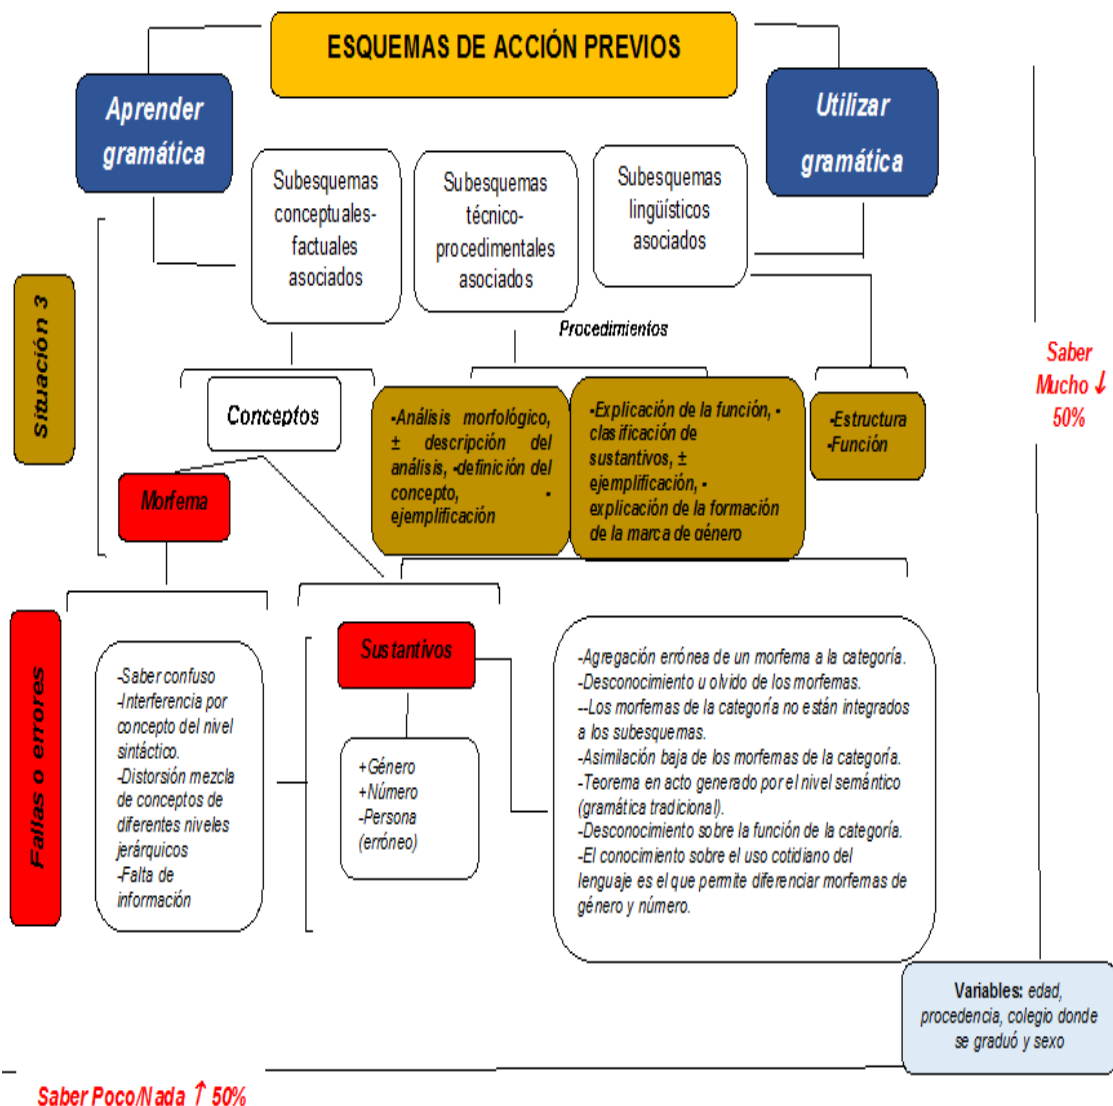 ESQUEMAS DE ACCIÓN PREVIOS
Aprender
gramática
Utilizar
gramática
Subesquemas
conceptuales-
factuales
asociados
Subesquemas
técnico-
procedimentales
asociados
Subesquemas
lingüísticos
asociados
Situación 3
Procedimientos
Saber
Mucho ↓
50%
Conceptos
-Análisis morfológico,
± descripción del
análisis, -definición del
concepto, -
ejemplificación
-Explicación de la función, -
clasificación de
sustantivos, ±
ejemplificación, -
explicación de la formación
de la marca de género
-Estructura
-Función
Morfema
Fallas o errores
-Saber confuso
-Interferencia por
concepto del nivel
sintáctico.
-Distorsión mezcla
de conceptos de
diferentes niveles
jerárquicos
-Falta de
información
Sustantivos
+Género
+Número
-Persona
(erróneo)
-Agregación errónea de un morfema a la categoría.
-Desconocimiento u olvido de los morfemas.
--Los morfemas de la categoría no están integrados
a los subesquemas.
-Asimilación baja de los morfemas de la categoría.
-Teorema en acto generado por el nivel semántico
(gramática tradicional).
-Desconocimiento sobre la función de la categoría.
-El conocimiento sobre el uso cotidiano del
lenguaje es el que permite diferenciar morfemas de
género y número.
Variables: edad,
procedencia, colegio donde
se graduó y sexo
Saber Poco/Nada ↑ 50%